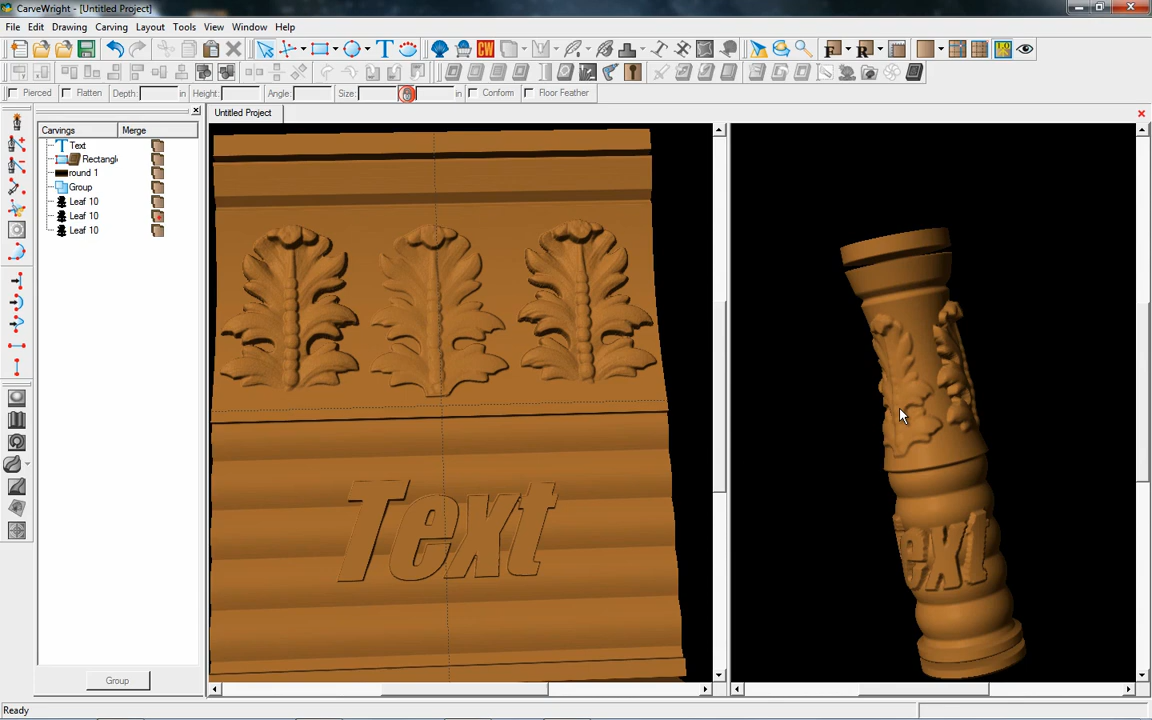 CarveWright - [Untitled Project]
File Edit Drawing Carving Layout Tools View Window Help
T CW F R
Pierced Flatten Depth: in Height: Angle: Size: in Conform Floor Feather
Untitled Project
Carvings Merge
Text
Rectangl
round 1
Group
Leaf 10
Leaf 10
Leaf 10
Text
Text
Group
Ready